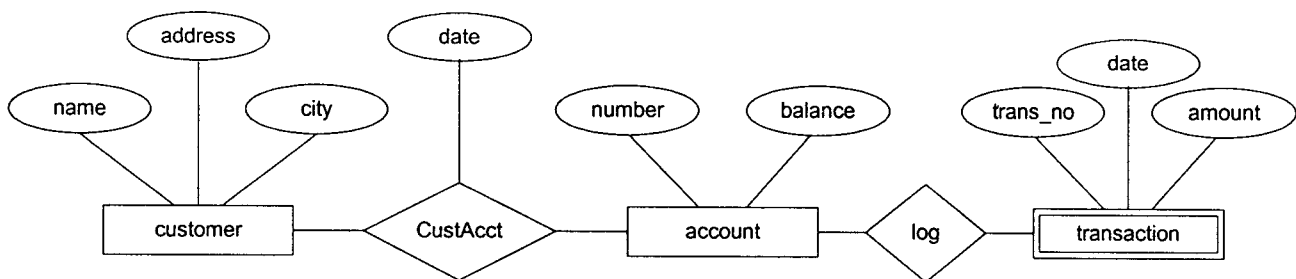 address
date
date
name
city
number
balance
trans_no
amount
customer
CustAcct
account
log
transaction